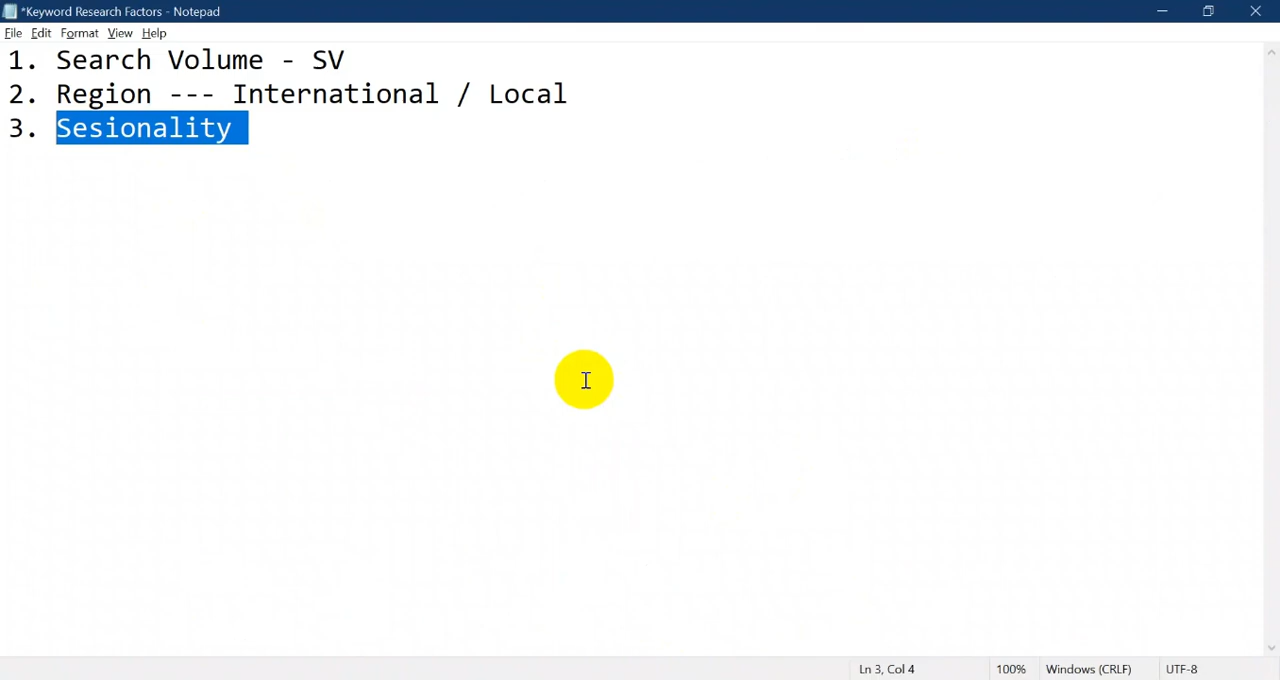 *Keyword Research Factors - Notepad
File Edit Format View Help
1. Search Volume - SV
2. Region --- International / Local
3. Sesionality
Ln 3, Col 4 100% Windows (CRLF) UTF-8